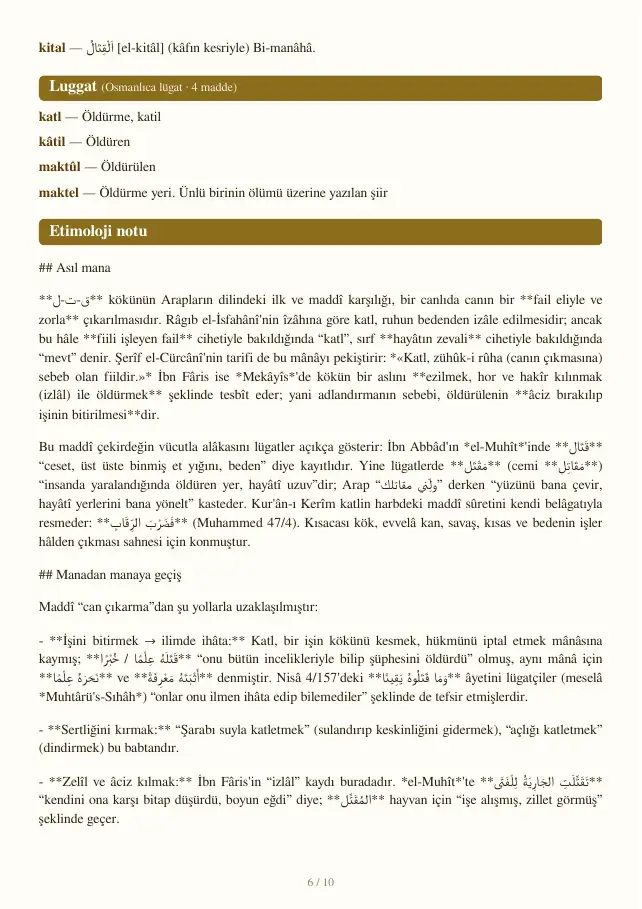 kital — اَلْقِتَالُ [el-kitâl] (kâfın kesriyle) Bi-manâhâ.
Luggat (Osmanlıca lügat · 4 madde)
katl — Öldürme, katil
kâtil — Öldüren
maktûl — Öldürülen
maktel — Öldürme yeri. Ünlü birinin ölümü üzerine yazılan şiir
Etimoloji notu
## Asıl mana
**ق-ت-ل** kökünün Arapların dilindeki ilk ve maddî karşılığı, bir canlıda canın bir **fail eliyle ve
zorla** çıkarılmasıdır. Râgıb el-İsfahânî'nin îzâhına göre katl, ruhun bedenden izâle edilmesidir; ancak
bu hâle **fiili işleyen fail** cihetiyle bakıldığında “katl”, sırf **hayâtın zevali** cihetiyle bakıldığında
“mevt” denir. Şerîf el-Cürcânî'nin tarifi de bu mânâyı pekiştirir: *«Katl, zühûk-i rûha (canın çıkmasına)
sebeb olan fiildir.»* İbn Fâris ise *Mekâyîs*'de kökün bir aslını **ezilmek, hor ve hakîr kılınmak
(izlâl) ile öldürmek** şeklinde tesbît eder; yani adlandırmanın sebebi, öldürülenin **âciz bırakılıp
işinin bitirilmesi**dir.
Bu maddî çekirdeğin vücutla alâkasını lügatler açıkça gösterir: İbn Abbâd'ın *el-Muhît*'inde **قَتَال**
“ceset, üst üste binmiş et yığını, beden” diye kayıtlıdır. Yine lügatlerde **مَقْتَل** (cemi **مَقَاتِل**)
“insanda yaralandığında öldüren yer, hayâtî uzuv”dir; Arap “ولّني مقاتلك” derken “yüzünü bana çevir,
hayâtî yerlerini bana yönelt” kasteder. Kur'ân-ı Kerîm katlin harbdeki maddî sûretini kendi belâgatıyla
resmeder: **فَضَرْبَ الرِّقَابِ** (Muhammed 47/4). Kısacası kök, evvelâ kan, savaş, kısas ve bedenin işler
hâlden çıkması sahnesi için konmuştur.
## Manadan manaya geçiş
Maddî “can çıkarma”dan şu yollarla uzaklaşılmıştır:
- **İşini bitirmek → ilimde ihâta:** Katl, bir işin kökünü kesmek, hükmünü iptal etmek mânâsına
kaymış; **قَتَلَهُ عِلْمًا / خُبْرًا** “onu bütün incelikleriyle bilip şüphesini öldürdü” olmuş, aynı mânâ için
**نَحَرَهُ عِلْمًا** ve **أَثْبَتَهُ مَعْرِفَةً** denmiştir. Nisâ 4/157'deki **وَمَا قَتَلُوهُ يَقِينًا** âyetini lügatçiler (meselâ
*Muhtârü's-Sıhâh*) “onlar onu ilmen ihâta edip bilemediler” şeklinde de tefsir etmişlerdir.
- **Sertliğini kırmak:** “Şarabı suyla katletmek” (sulandırıp keskinliğini gidermek), “açlığı katletmek”
(dindirmek) bu babtandır.
- **Zelîl ve âciz kılmak:** İbn Fâris'in “izlâl” kaydı buradadır. *el-Muhît*'te **تَقَتَّلَتِ الجَارِيَةُ لِلْفَتَى**
“kendini ona karşı bitap düşürdü, boyun eğdi” diye; **المُقَتَّل** hayvan için “işe alışmış, zillet görmüş”
şeklinde geçer.
6 / 10